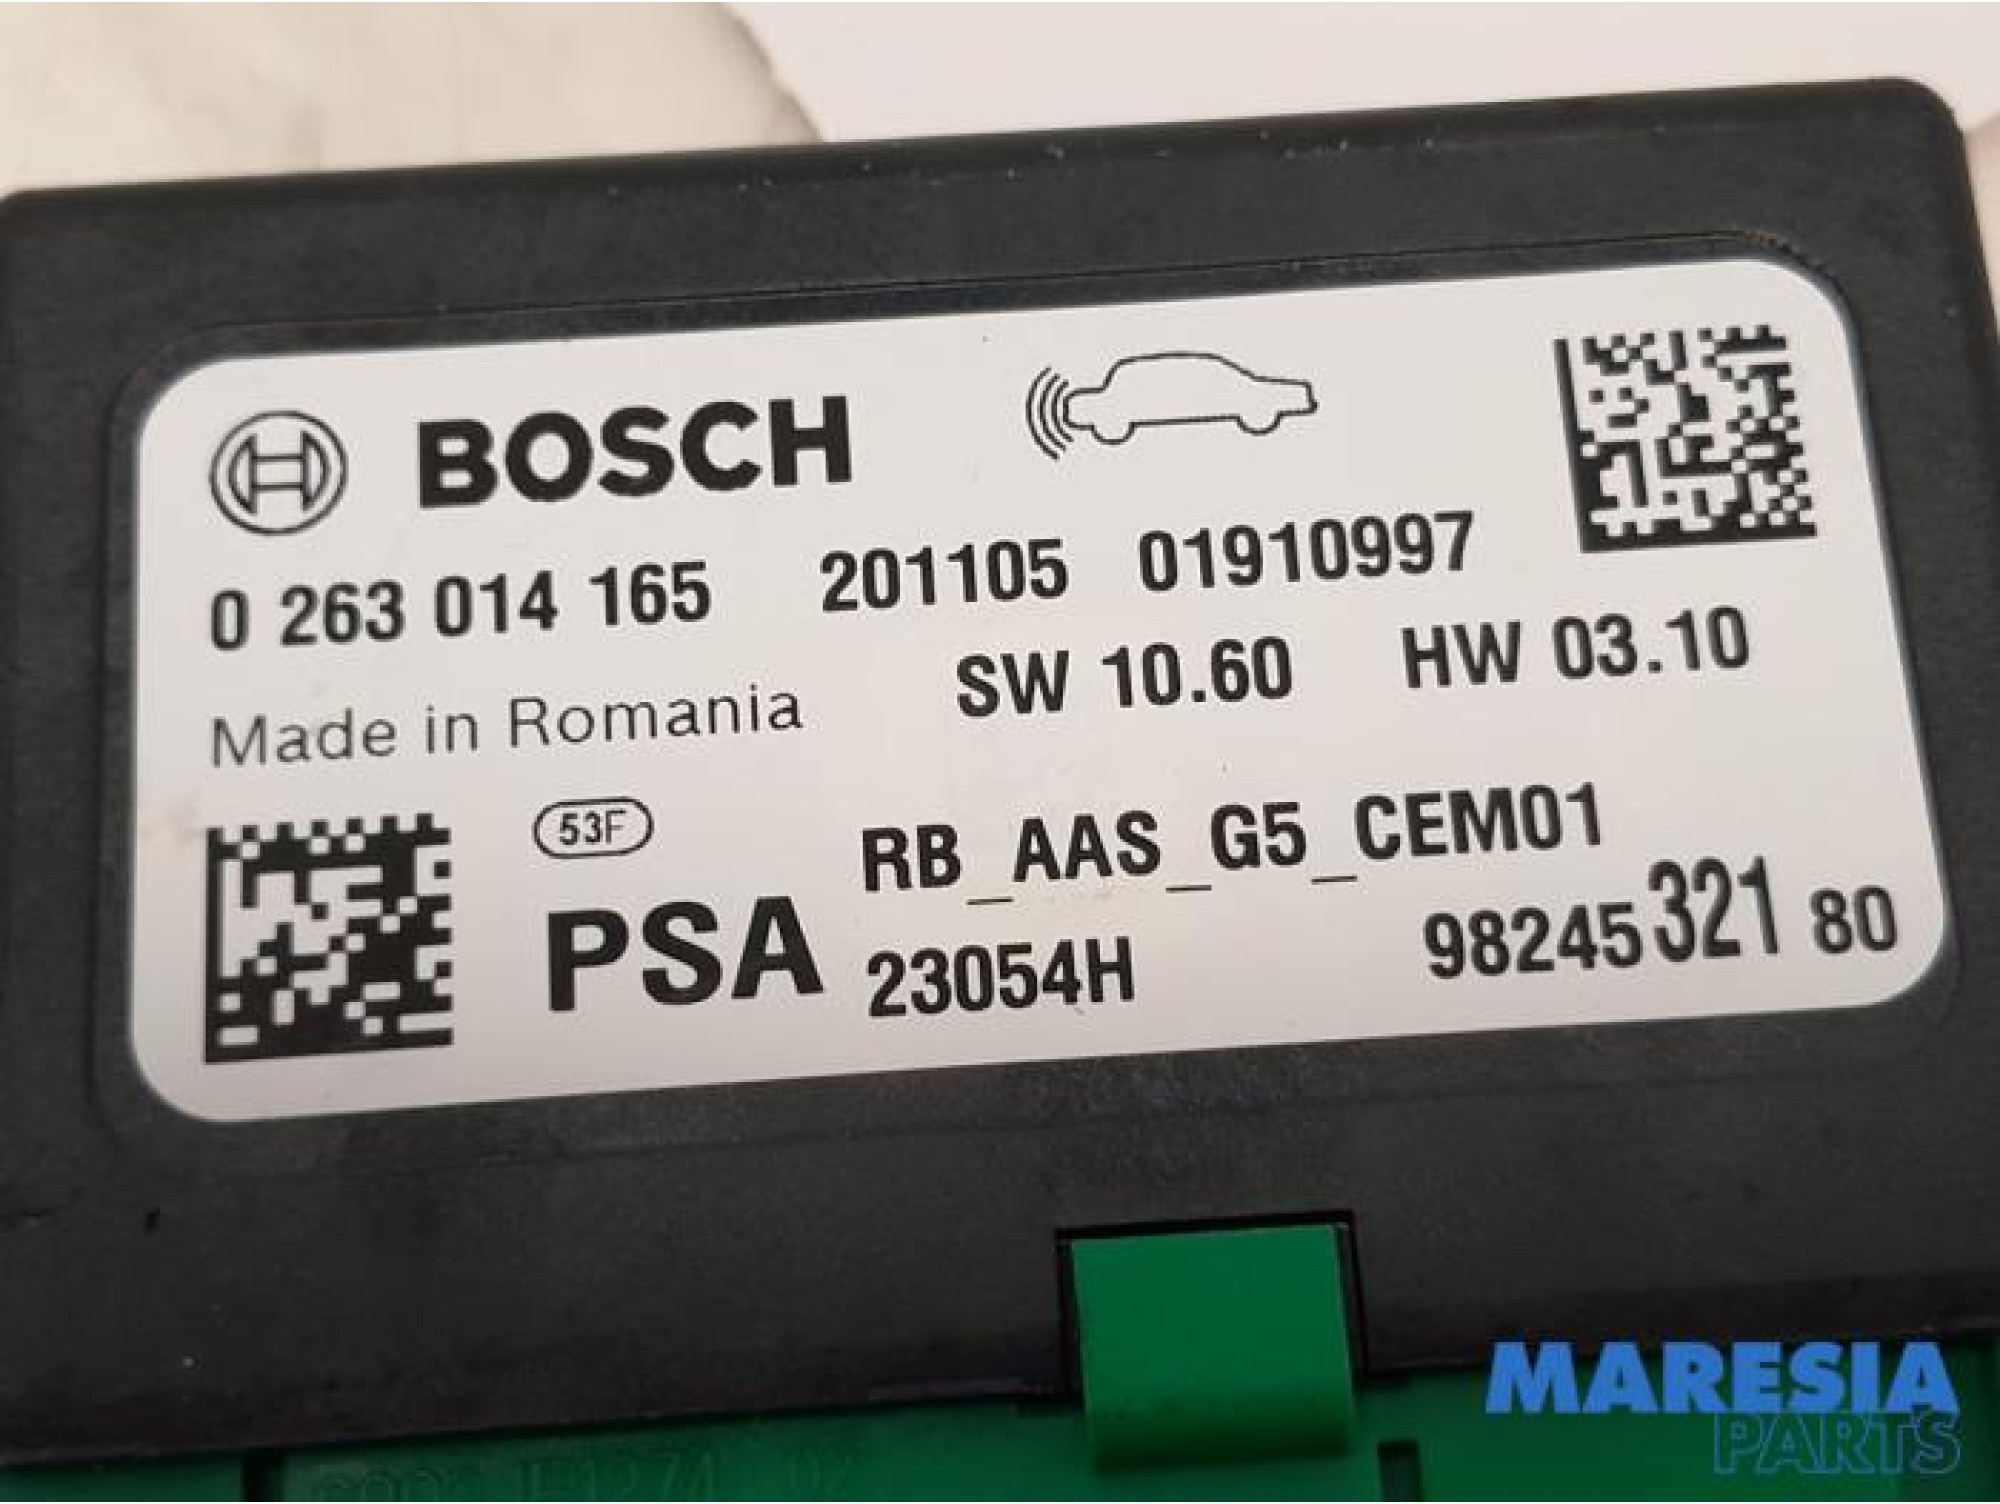 BOSCH
0 263 014 165 201105 01910997
SW 10.60 HW 03.10
Made in Romania
53F
RB_AAS_G5_CEM01
PSA 23054H 98245 321 80
MARESIA
PARTS